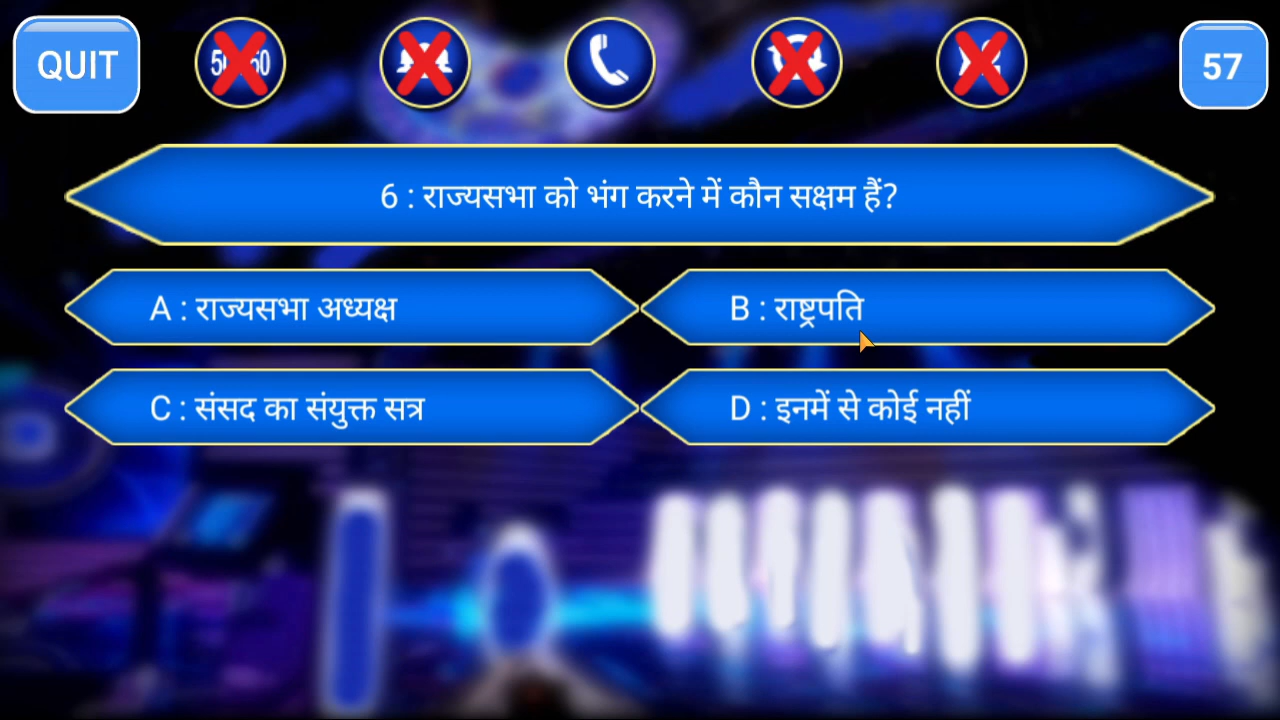 QUIT
57
6 : राज्यसभा को भंग करने में कौन सक्षम हैं?
A : राज्यसभा अध्यक्ष
B : राष्ट्रपति
C : संसद का संयुक्त सत्र
D : इनमें से कोई नहीं